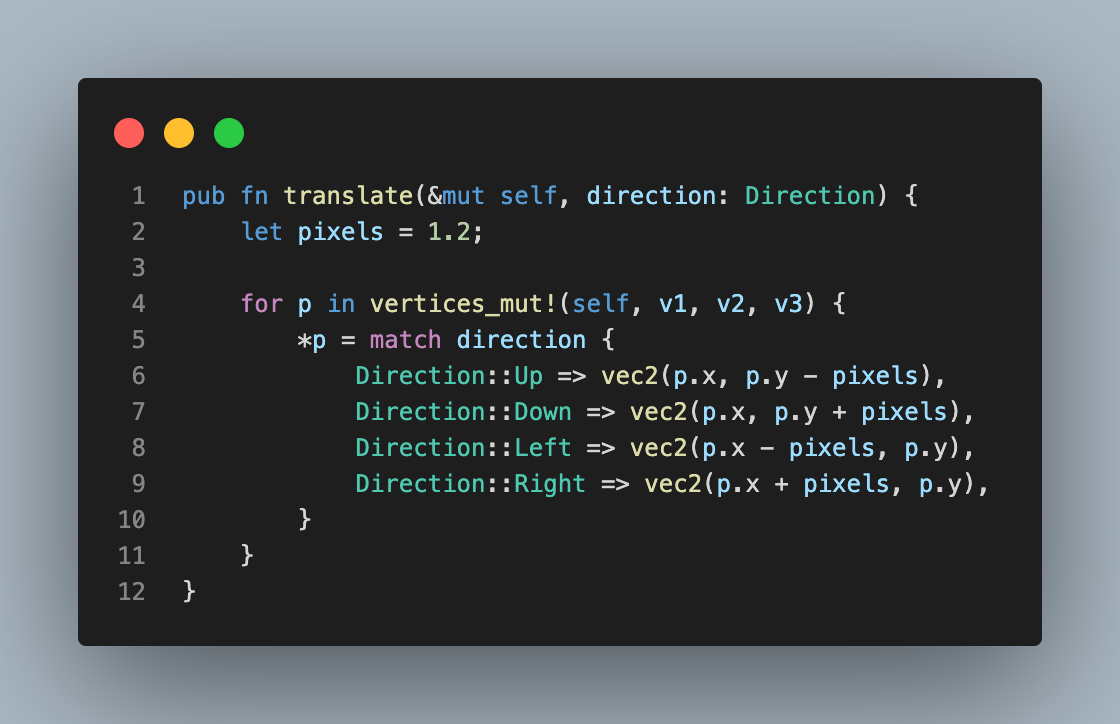 1 pub fn translate(&mut self, direction: Direction) {
2     let pixels = 1.2;
3
4     for p in vertices_mut!(self, v1, v2, v3) {
5         *p = match direction {
6             Direction::Up => vec2(p.x, p.y - pixels),
7             Direction::Down => vec2(p.x, p.y + pixels),
8             Direction::Left => vec2(p.x - pixels, p.y),
9             Direction::Right => vec2(p.x + pixels, p.y),
10         }
11     }
12 }